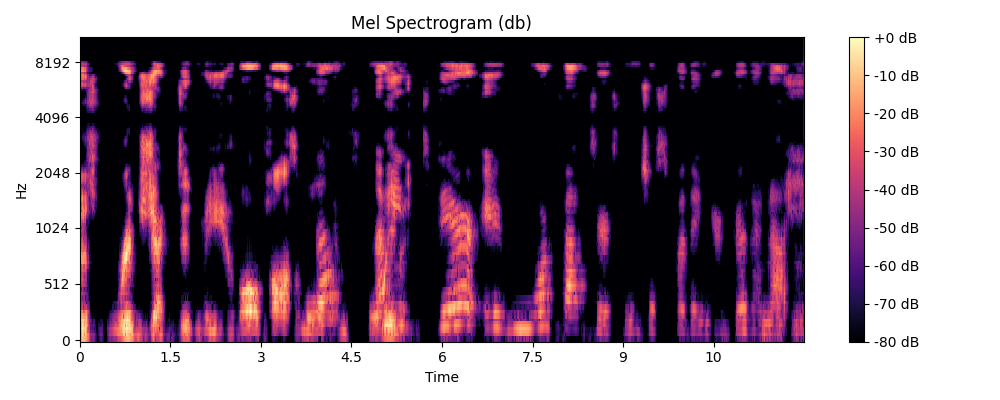 Mel Spectrogram (db)
Hz
8192
4096
2048
1024
512
0
0 1.5 3 4.5 6 7.5 9 10
Time
+0 dB
-10 dB
-20 dB
-30 dB
-40 dB
-50 dB
-60 dB
-70 dB
-80 dB